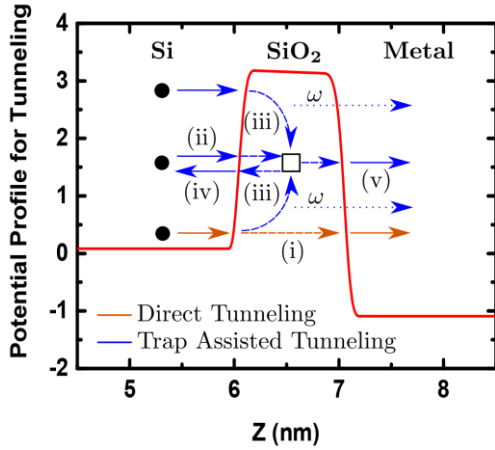 Potential Profile for Tunneling
4
3
2
1
0
-1
-2
Si
SiO₂
Metal
ω
(iii)
(ii)
(iv)
(iii)
(v)
ω
(i)
Direct Tunneling
Trap Assisted Tunneling
5
6
7
8
Z (nm)